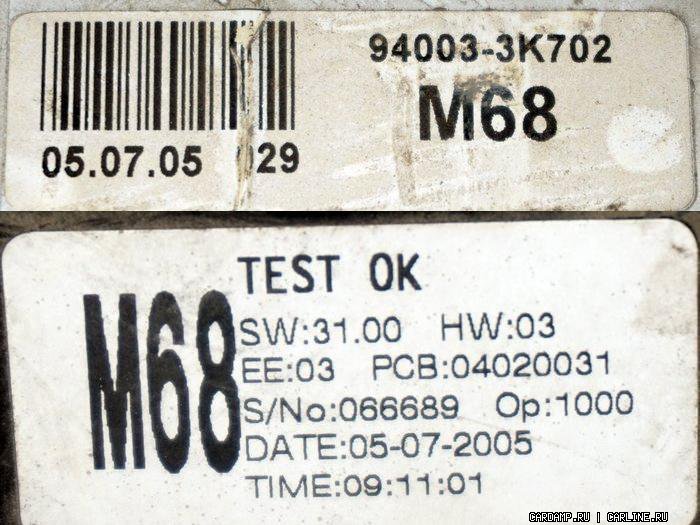 94003-3K702
M68
05.07.05 029
TEST OK
M68
SW:31.00 HW:03
EE:03 PCB:04020031
S/No:066689 Op:1000
DATE:05-07-2005
TIME:09:11:01
CARDAMP.RU | CARLINE.RU